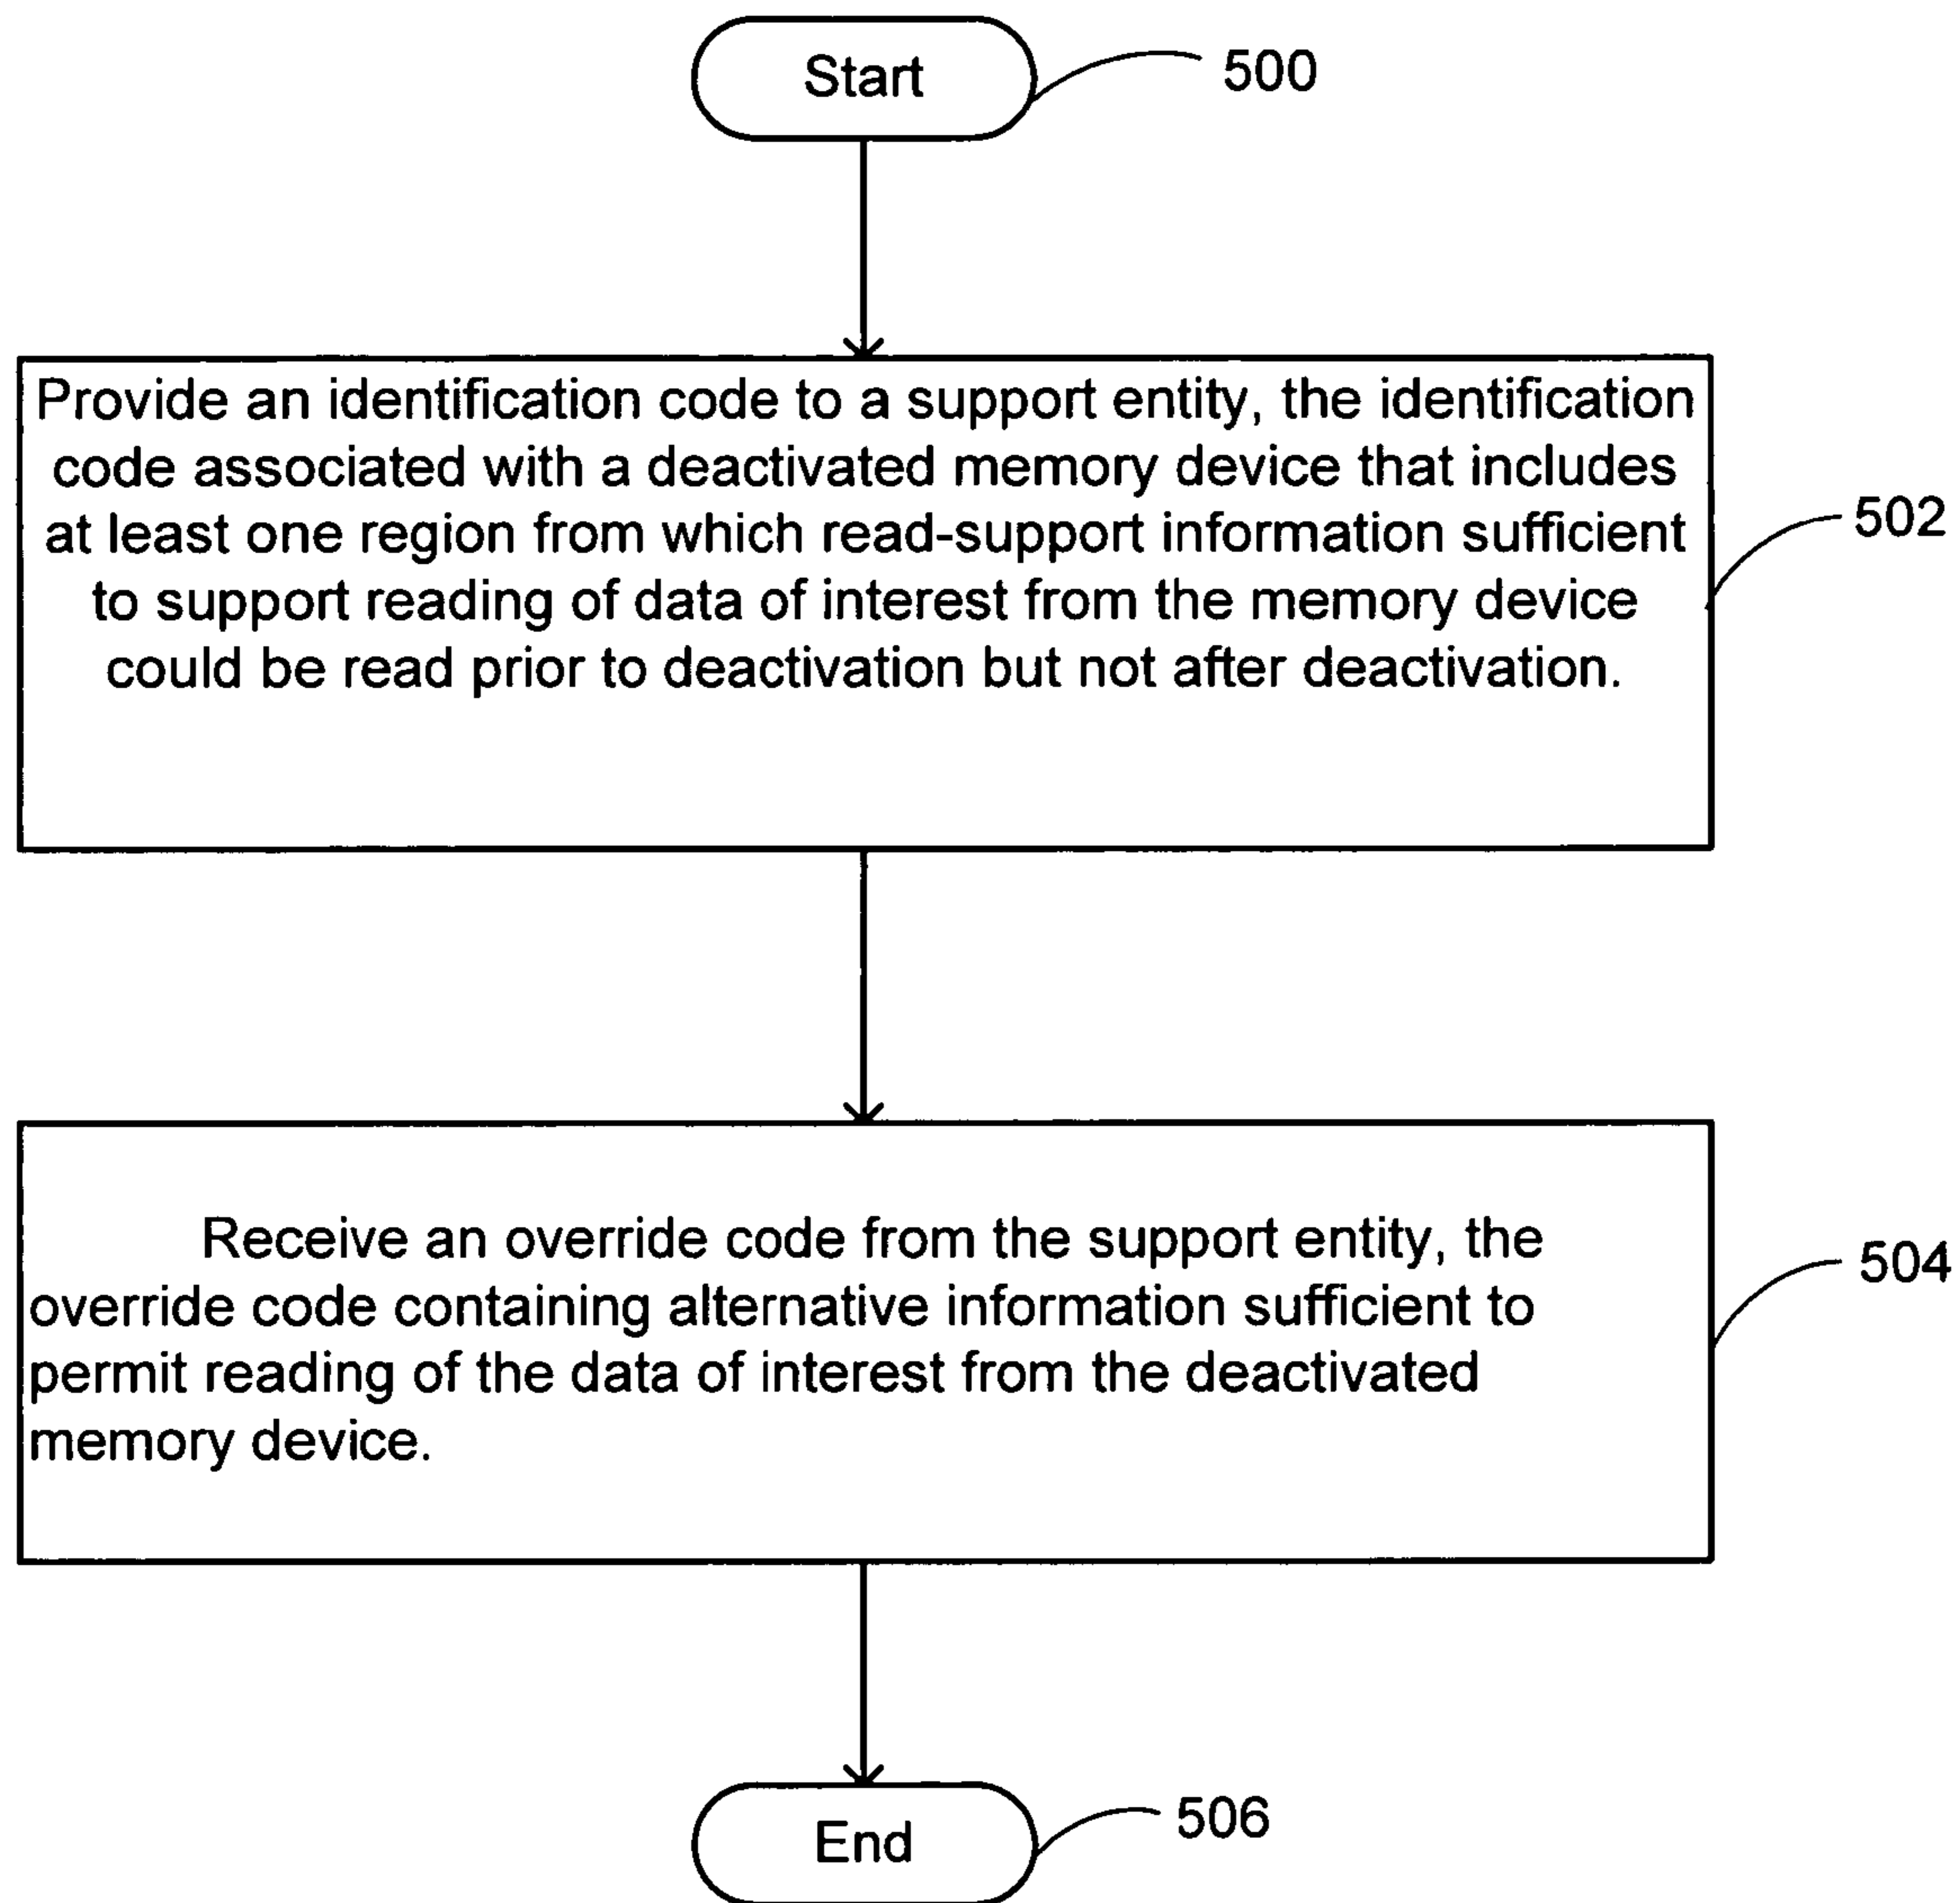 Start
500
Provide an identification code to a support entity, the identification
code associated with a deactivated memory device that includes
at least one region from which read-support information sufficient
to support reading of data of interest from the memory device
could be read prior to deactivation but not after deactivation.
502
Receive an override code from the support entity, the
override code containing alternative information sufficient to
permit reading of the data of interest from the deactivated
memory device.
504
End
506